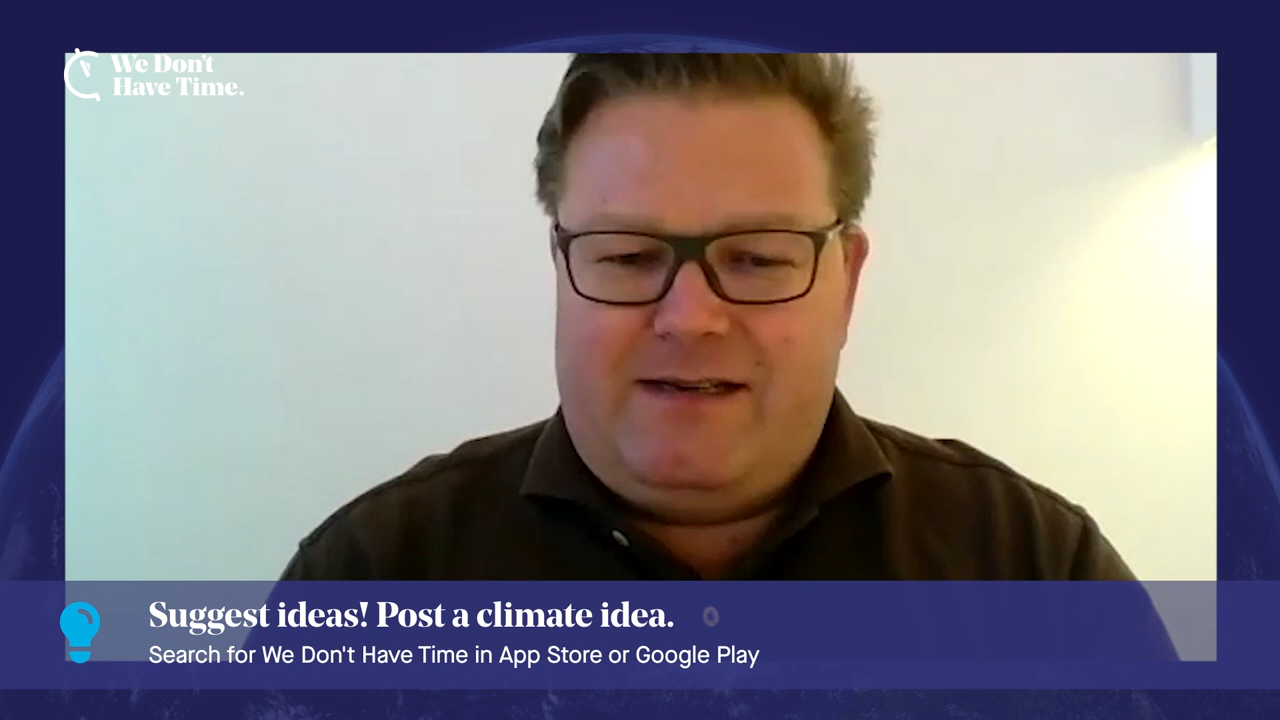 We Don't
Have Time.
Suggest ideas! Post a climate idea.
Search for We Don't Have Time in App Store or Google Play